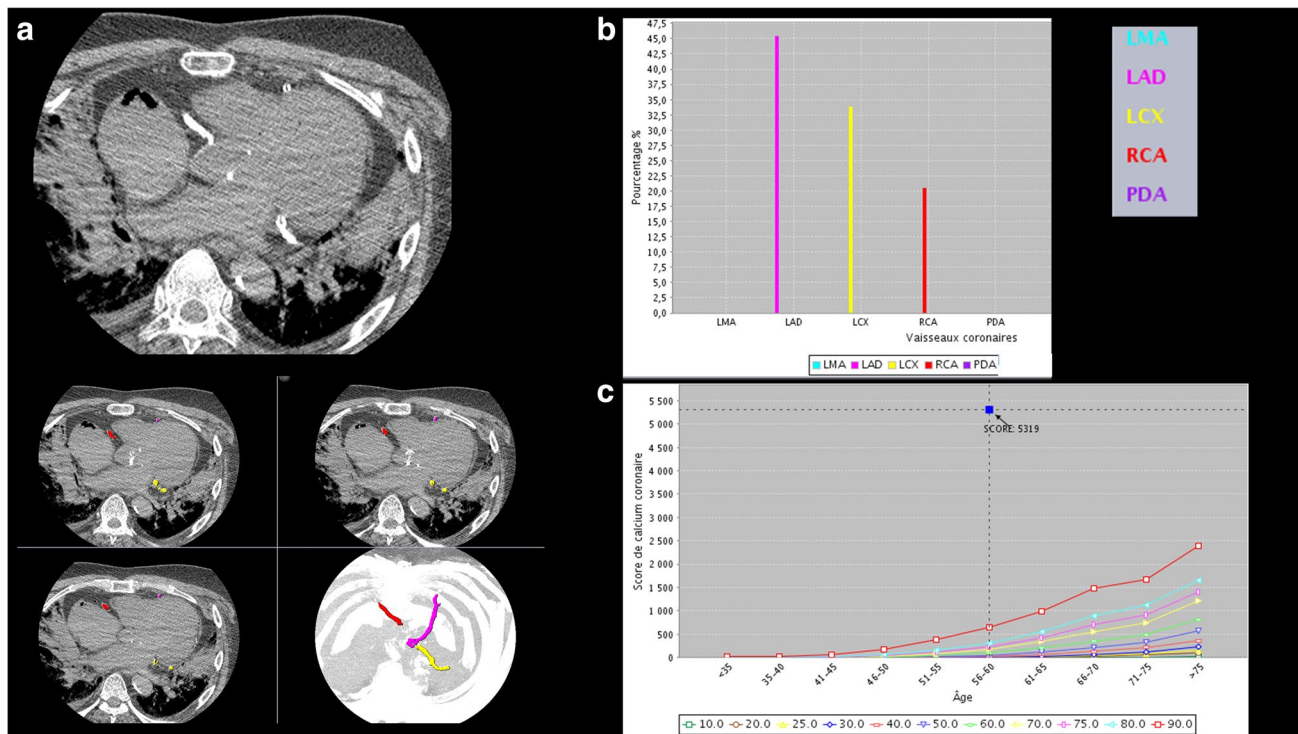 a
b
Pourcentage %
47,5
45,0
42,5
40,0
37,5
35,0
32,5
30,0
27,5
25,0
22,5
20,0
17,5
15,0
12,5
10,0
7,5
5,0
2,5
0,0
LMA LAD LCX RCA PDA
Vaisseaux coronaires
LMA LAD LCX RCA PDA
LMA
LAD
LCX
RCA
PDA
c
Score de calcium coronaire
5 500
5 000
4 500
4 000
3 500
3 000
2 500
2 000
1 500
1 000
500
0
SCORE: 5319
<35 35-40 41-45 46-50 51-55 56-60 61-65 66-70 71-75 >75
Âge
10.0 20.0 25.0 30.0 40.0 50.0 60.0 70.0 75.0 80.0 90.0